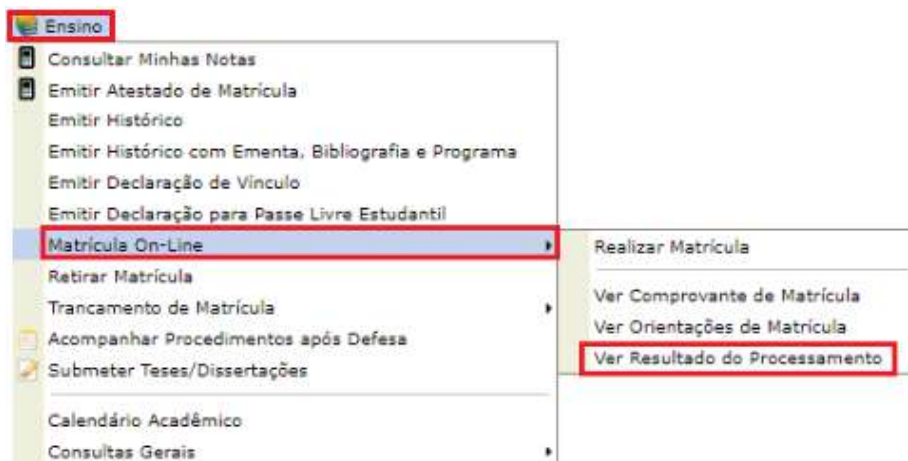 Ensino
Consultar Minhas Notas
Emitir Atestado de Matrícula
Emitir Histórico
Emitir Histórico com Ementa, Bibliografia e Programa
Emitir Declaração de Vínculo
Emitir Declaração para Passe Livre Estudantil
Matrícula On-Line
Retirar Matrícula
Trancamento de Matrícula
Acompanhar Procedimentos após Defesa
Submeter Teses/Dissertações
Calendário Acadêmico
Consultas Gerais
Realizar Matrícula
Ver Comprovante de Matrícula
Ver Orientações de Matrícula
Ver Resultado do Processamento